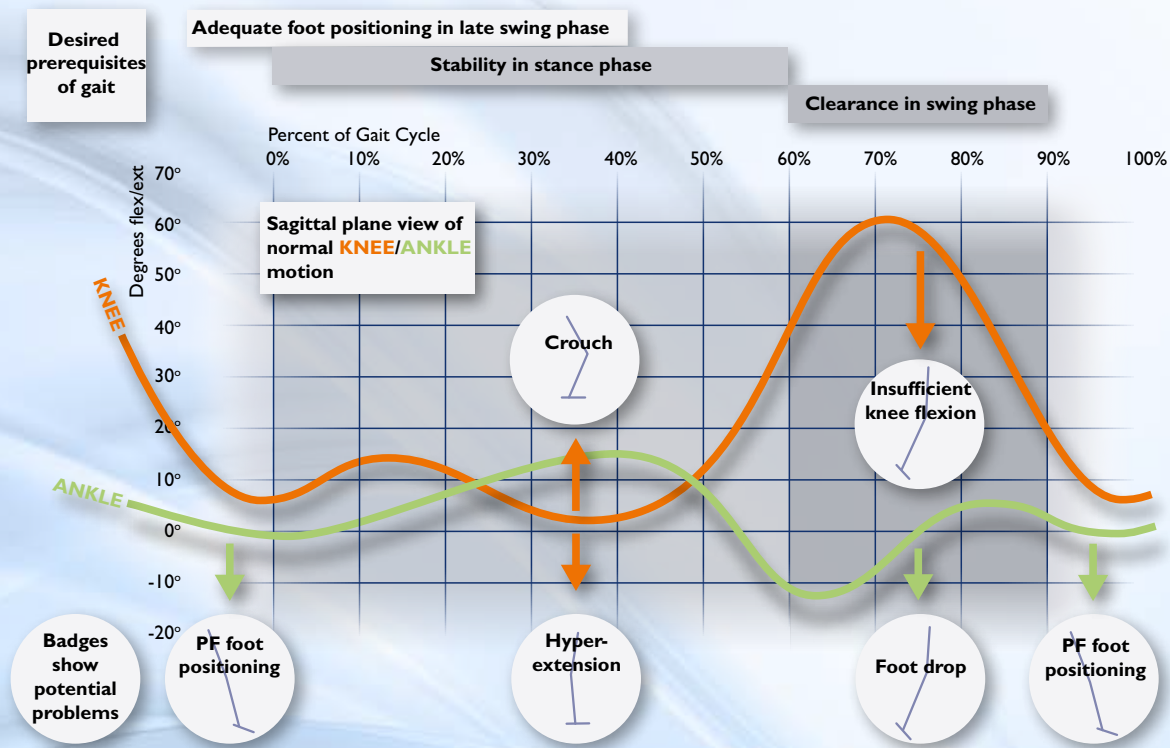 Desired
prerequisites
of gait
Adequate foot positioning in late swing phase
Stability in stance phase
Clearance in swing phase
Percent of Gait Cycle
0% 10% 20% 30% 40% 50% 60% 70% 80% 90% 100%
Degrees flex/ext
70°
60°
50°
40°
30°
20°
10°
0°
-10°
-20°
Sagittal plane view of
normal KNEE/ANKLE
motion
KNEE
ANKLE
Crouch
Insufficient
knee flexion
Badges
show
potential
problems
PF foot
positioning
Hyper-
extension
Foot drop
PF foot
positioning